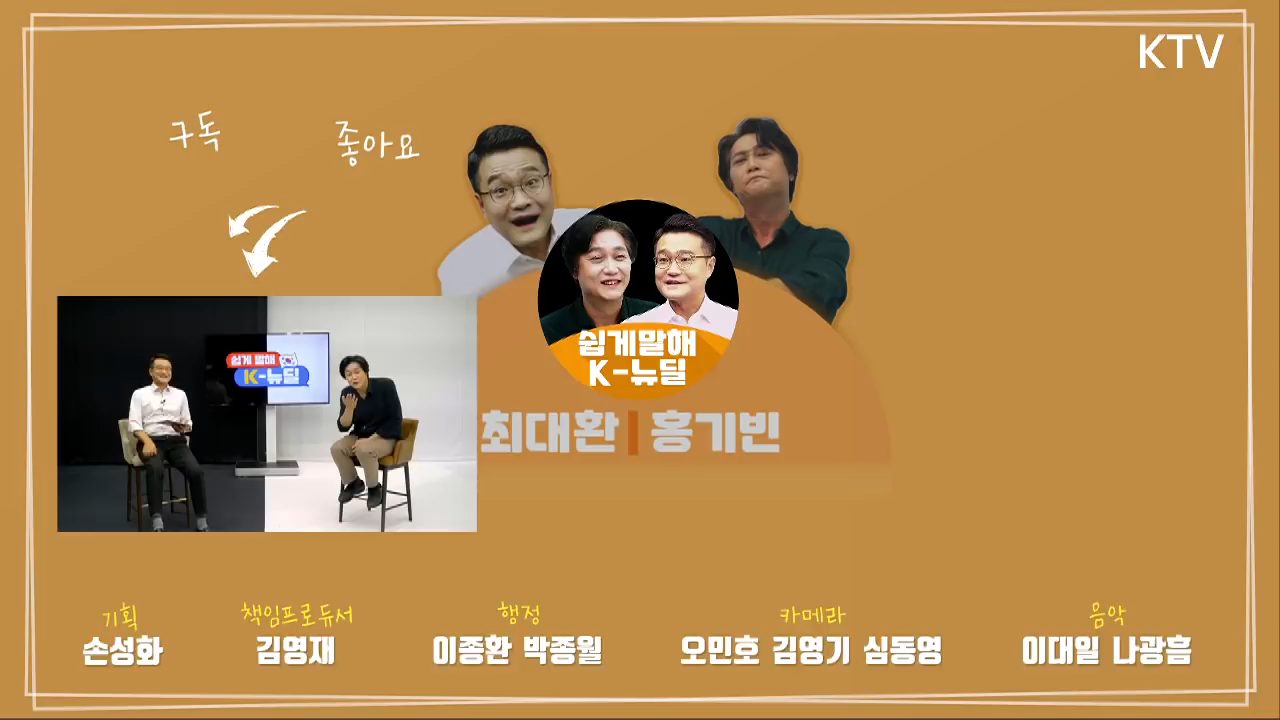 KTV
구독
좋아요
쉽게 말해
K-뉴딜
쉽게말해
K-뉴딜
최대환 | 홍기빈
기획
손성화
책임프로듀서
김영재
행정
이종환 박종월
카메라
오민호 김영기 심동영
음악
이대일 나광흠